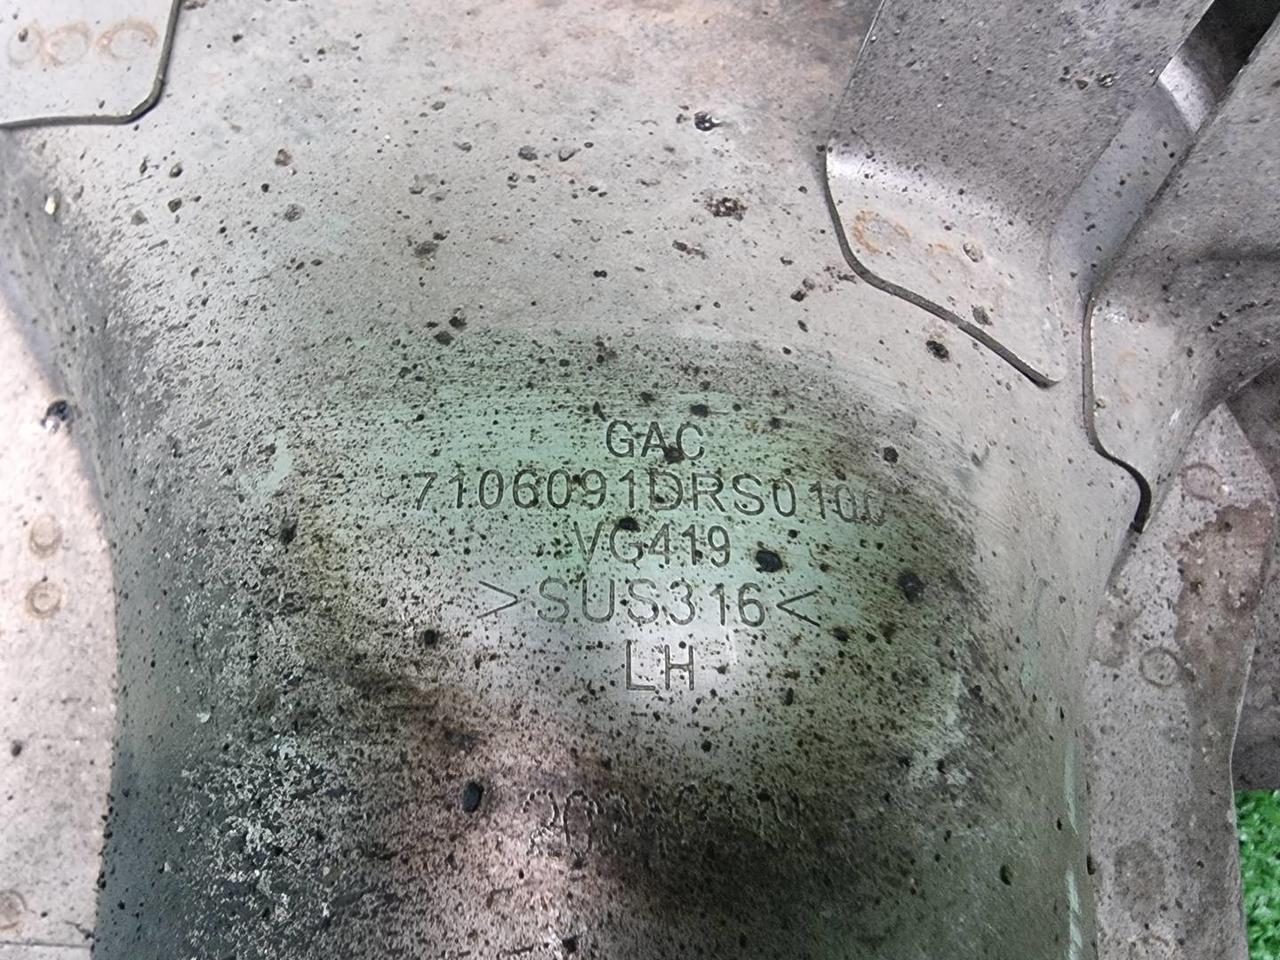 GAC
7106091DRS0100
VG419
>SUS316<
LH